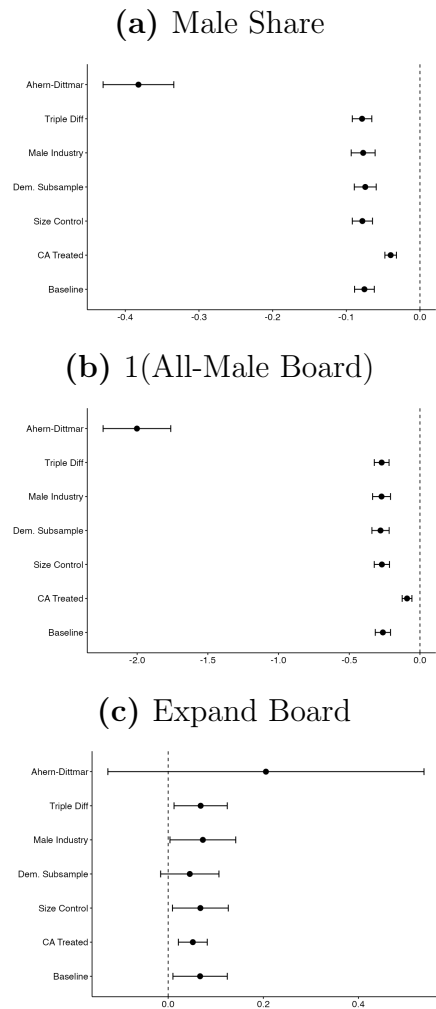 (a) Male Share
Ahern-Dittmar
Triple Diff
Male Industry
Dem. Subsample
Size Control
CA Treated
Baseline
-0.4 -0.3 -0.2 -0.1 0.0
(b) 1(All-Male Board)
Ahern-Dittmar
Triple Diff
Male Industry
Dem. Subsample
Size Control
CA Treated
Baseline
-2.0 -1.5 -1.0 -0.5 0.0
(c) Expand Board
Ahern-Dittmar
Triple Diff
Male Industry
Dem. Subsample
Size Control
CA Treated
Baseline
0.0 0.2 0.4